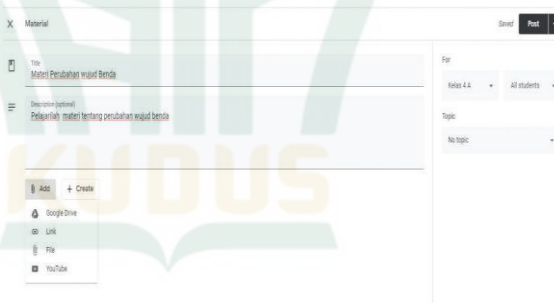 Material
Saved Post
Title
Materi Perubahan wujud Benda
Description (optional)
Pelajarilah materi tentang perubahan wujud benda
Add + Create
Google Drive
Link
File
YouTube
For
Kelas 4 A All students
Topic
No topic
KUDUS